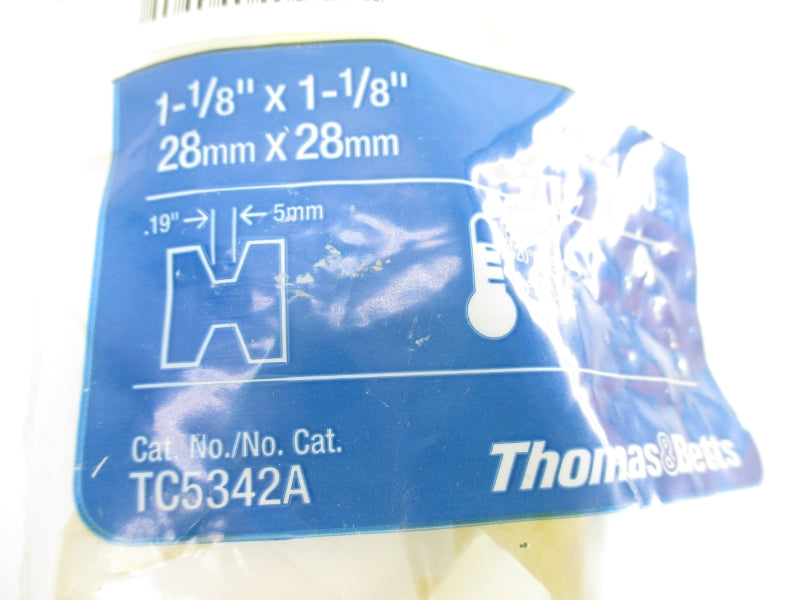 1-1/8" x 1-1/8"
28mm x 28mm
.19" 5mm
Cat. No./No. Cat.
TC5342A
Thomas&Betts